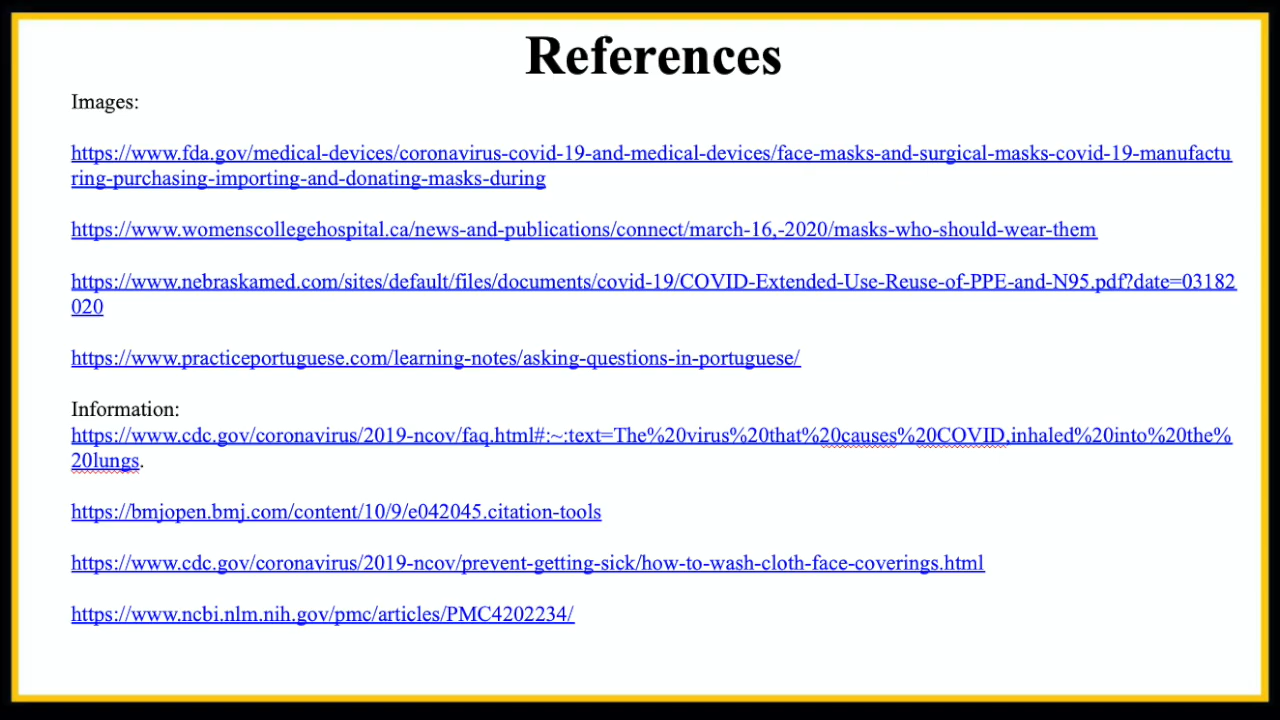 References
Images:
https://www.fda.gov/medical-devices/coronavirus-covid-19-and-medical-devices/face-masks-and-surgical-masks-covid-19-manufactu
ring-purchasing-importing-and-donating-masks-during
https://www.womenscollegehospital.ca/news-and-publications/connect/march-16,-2020/masks-who-should-wear-them
https://www.nebraskamed.com/sites/default/files/documents/covid-19/COVID-Extended-Use-Reuse-of-PPE-and-N95.pdf?date=03182
020
https://www.practiceportuguese.com/learning-notes/asking-questions-in-portuguese/
Information:
https://www.cdc.gov/coronavirus/2019-ncov/faq.html#:~:text=The%20virus%20that%20causes%20COVID,inhaled%20into%20the%
20lungs.
https://bmjopen.bmj.com/content/10/9/e042045.citation-tools
https://www.cdc.gov/coronavirus/2019-ncov/prevent-getting-sick/how-to-wash-cloth-face-coverings.html
https://www.ncbi.nlm.nih.gov/pmc/articles/PMC4202234/